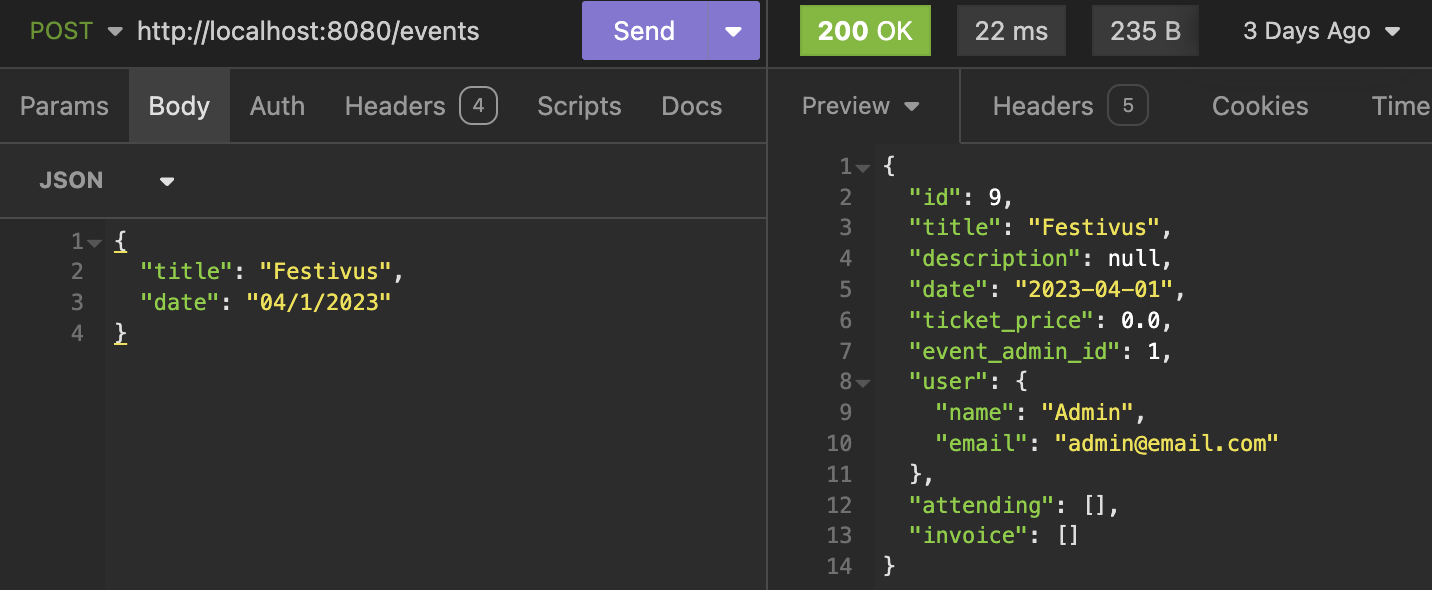 POST http://localhost:8080/events Send 200 OK 22 ms 235 B 3 Days Ago
Params Body Auth Headers 4 Scripts Docs Preview Headers 5 Cookies Time
JSON
1 {
2 "title": "Festivus",
3 "date": "04/1/2023"
4 }
1 {
2 "id": 9,
3 "title": "Festivus",
4 "description": null,
5 "date": "2023-04-01",
6 "ticket_price": 0.0,
7 "event_admin_id": 1,
8 "user": {
9 "name": "Admin",
10 "email": "admin@email.com"
11 },
12 "attending": [],
13 "invoice": []
14 }